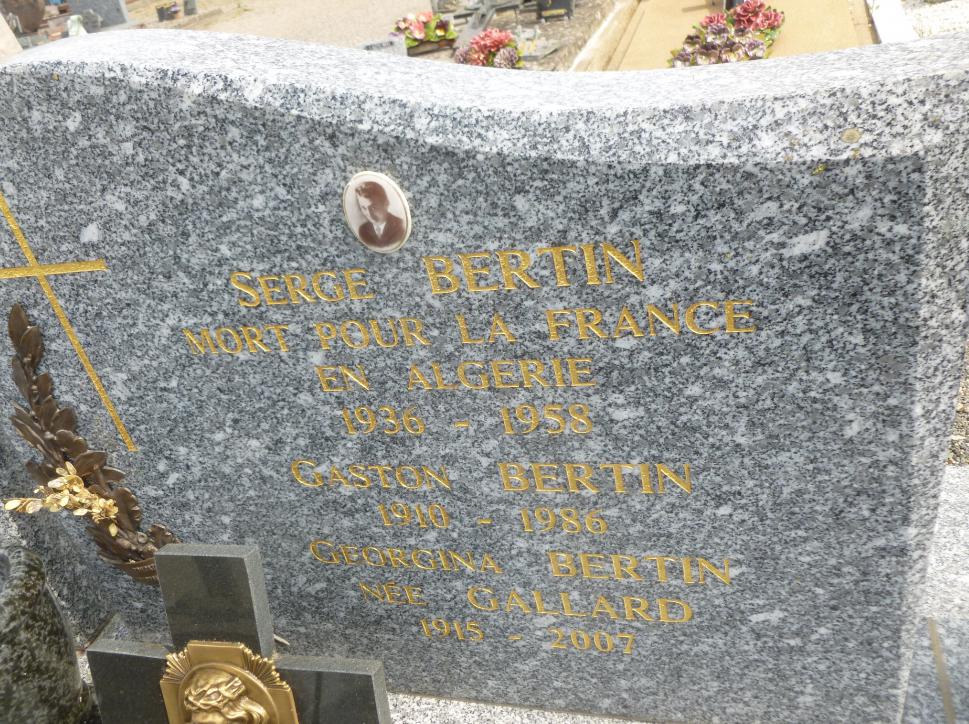 SERGE BERTIN
MORT POUR LA FRANCE
EN ALGERIE
1936 - 1958
GASTON BERTIN
1910 - 1986
GEORGINA BERTIN
NÉE GALLARD
1915 - 2007